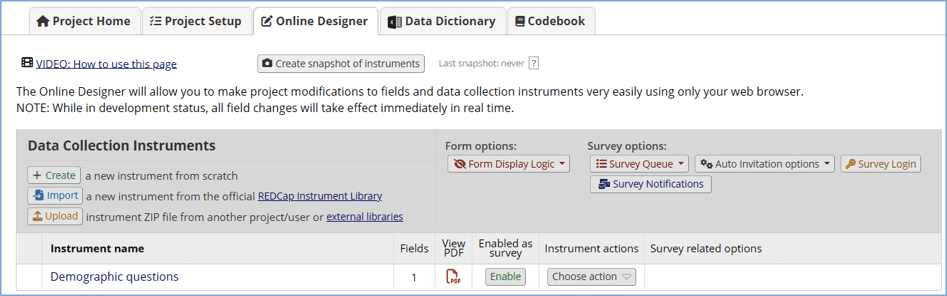 Project Home Project Setup Online Designer Data Dictionary Codebook
VIDEO: How to use this page Create snapshot of instruments Last snapshot: never ?
The Online Designer will allow you to make project modifications to fields and data collection instruments very easily using only your web browser.
NOTE: While in development status, all field changes will take effect immediately in real time.
Data Collection Instruments
+ Create a new instrument from scratch
Import a new instrument from the official REDCap Instrument Library
Upload instrument ZIP file from another project/user or external libraries
Form options:
Form Display Logic
Survey options:
Survey Queue Auto Invitation options Survey Login
Survey Notifications
Instrument name Fields View PDF Enabled as survey Instrument actions Survey related options
Demographic questions 1 PDF Enable Choose action